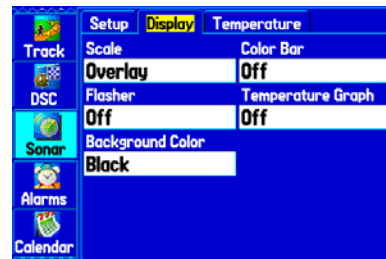 Setup Display Temperature
Track
Scale Color Bar
Overlay Off
DSC
Flasher Temperature Graph
Off Off
Sonar
Background Color
Black
Alarms
Calendar